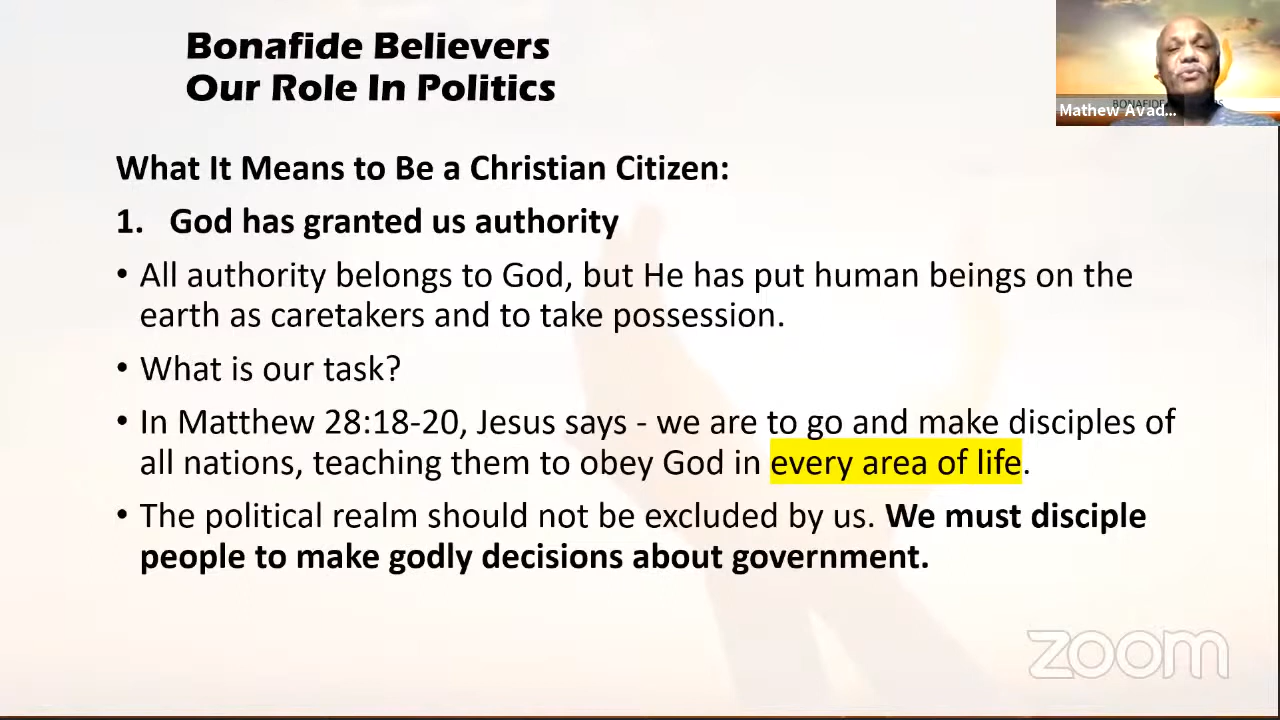 Bonafide Believers
Our Role In Politics
Mathew Avad...
What It Means to Be a Christian Citizen:
1. God has granted us authority
• All authority belongs to God, but He has put human beings on the
earth as caretakers and to take possession.
• What is our task?
• In Matthew 28:18-20, Jesus says - we are to go and make disciples of
all nations, teaching them to obey God in every area of life.
• The political realm should not be excluded by us. We must disciple
people to make godly decisions about government.
zoom